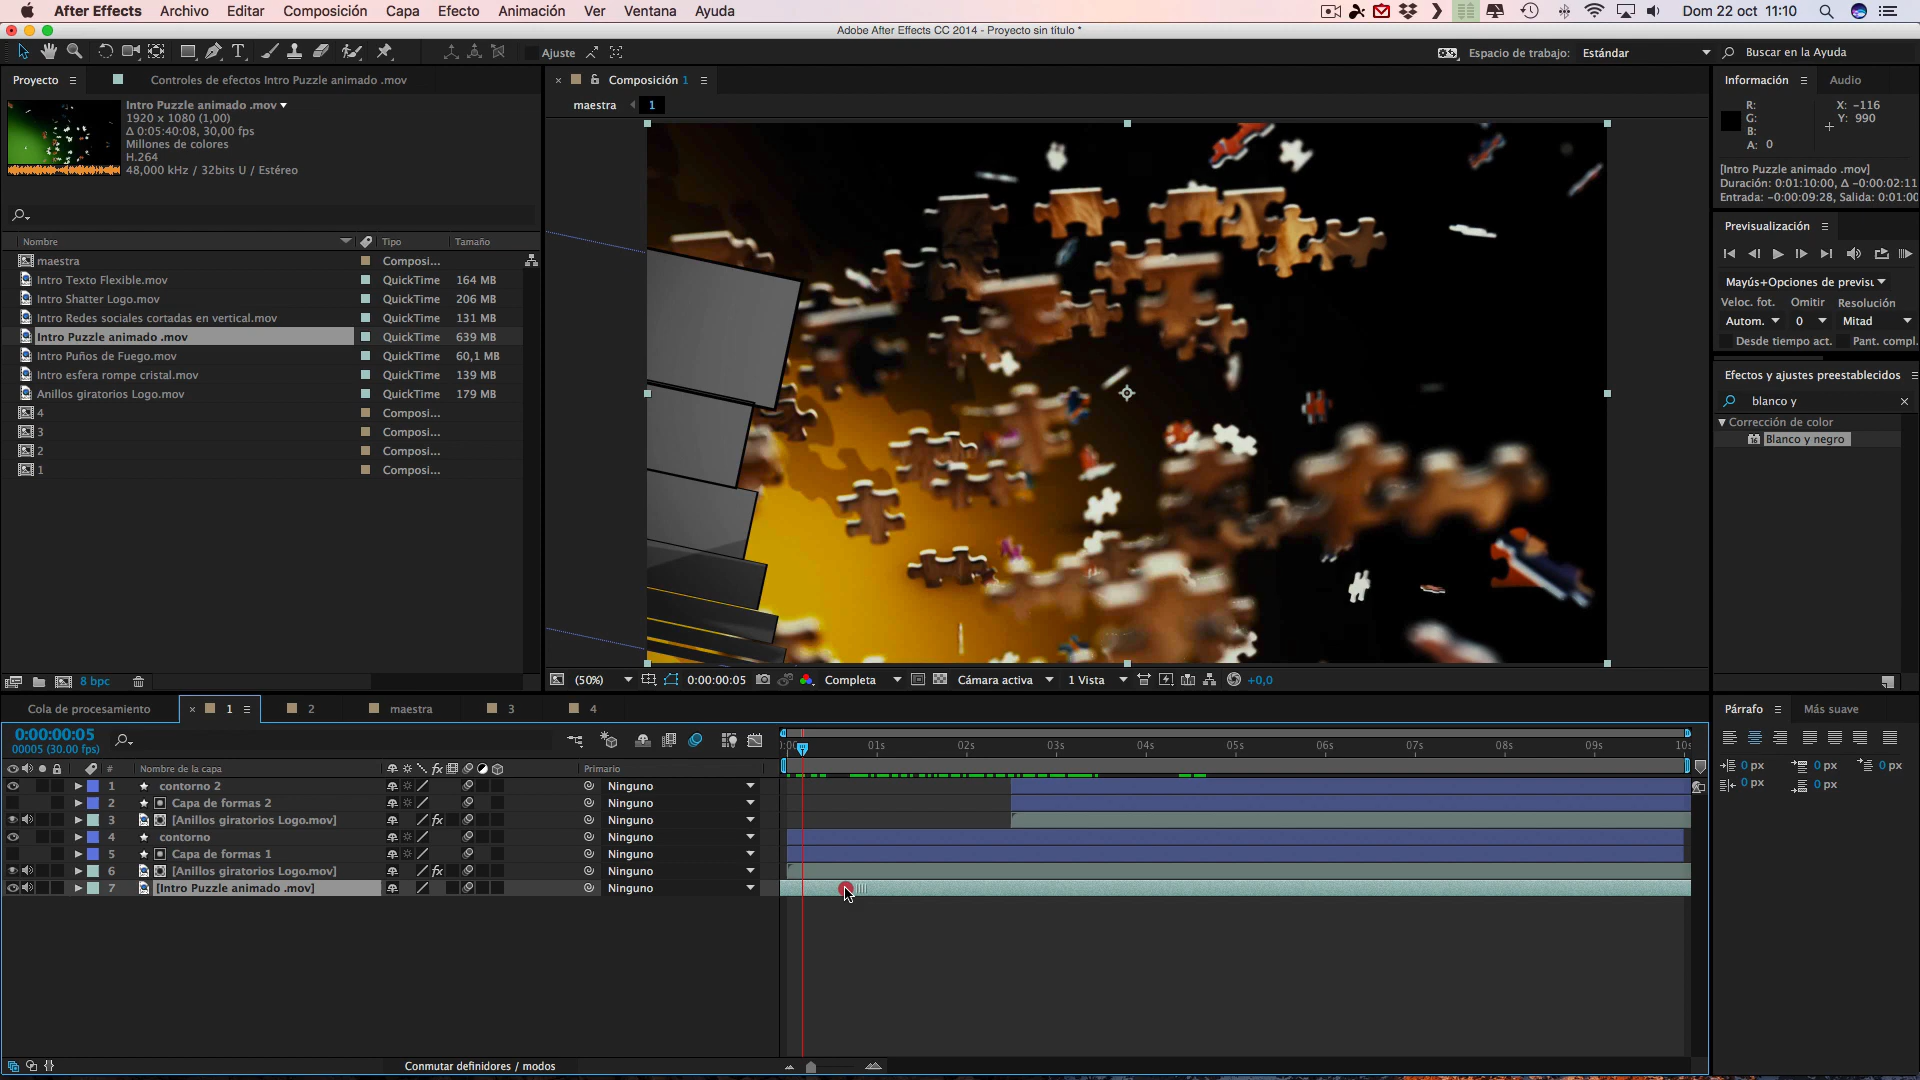 After Effects Archivo Editar Composición Capa Efecto Animación Ver Ventana Ayuda Dom 22 oct 11:10
Adobe After Effects CC 2014 - Proyecto sin título *
Ajuste Espacio de trabajo: Estándar Buscar en la Ayuda
Proyecto Controles de efectos Intro Puzzle animado .mov Composición 1 Información Audio
maestra 1
Intro Puzzle animado .mov
1920 x 1080 (1,00)
Δ 0:05:40:08, 30,00 fps
Millones de colores
H.264
48,000 kHz / 32bits U / Estéreo
R: X: -116
G: Y: 990
B:
A: 0
[Intro Puzzle animado .mov]
Duración: 0:01:10:00, Δ -0:00:02:11
Entrada: -0:00:09:28, Salida: 0:01:00
Previsualización
Mayús+Opciones de previsu
Veloc. fot. Omitir Resolución
Autom. 0 Mitad
Desde tiempo act. Pant. compl.
Efectos y ajustes preestablecidos
blanco y
Corrección de color
Blanco y negro
Nombre Tipo Tamaño
maestra Composi...
Intro Texto Flexible.mov QuickTime 164 MB
Intro Shatter Logo.mov QuickTime 206 MB
Intro Redes sociales cortadas en vertical.mov QuickTime 131 MB
Intro Puzzle animado .mov QuickTime 639 MB
Intro Puños de Fuego.mov QuickTime 60,1 MB
Intro esfera rompe cristal.mov QuickTime 139 MB
Anillos giratorios Logo.mov QuickTime 179 MB
4 Composi...
3 Composi...
2 Composi...
1 Composi...
8 bpc
(50%) 0:00:00:05 Completa Cámara activa 1 Vista +0,0
Cola de procesamiento 1 2 maestra 3 4
Párrafo Más suave
0 px 0 px 0 px
0 px 0 px
0:00:00:05
00005 (30.00 fps)
01s 02s 03s 04s 05s 06s 07s 08s 09s 10s
# Nombre de la capa Primario
1 contorno 2 Ninguno
2 Capa de formas 2 Ninguno
3 [Anillos giratorios Logo.mov] Ninguno
4 contorno Ninguno
5 Capa de formas 1 Ninguno
6 [Anillos giratorios Logo.mov] Ninguno
7 [Intro Puzzle animado .mov] Ninguno
Conmutar definidores / modos